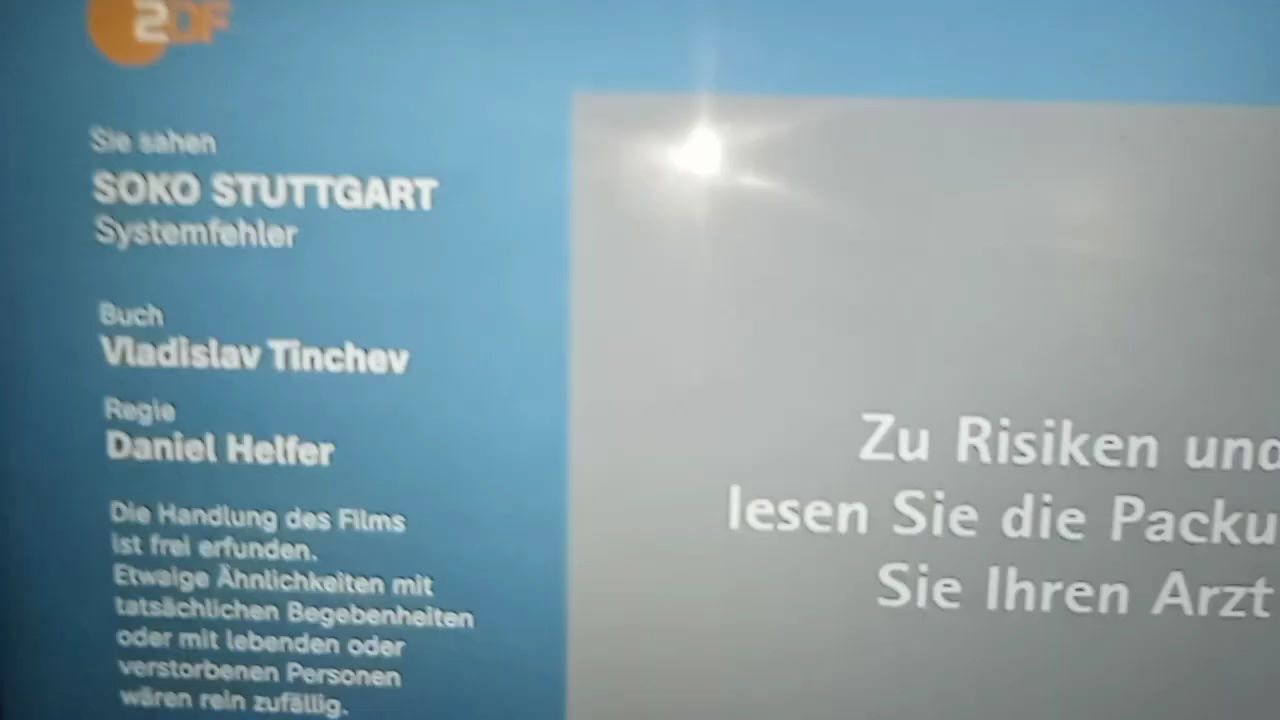 ZDF
Sie sahen
SOKO STUTTGART
Systemfehler
Buch
Vladislav Tinchev
Regie
Daniel Helfer
Die Handlung des Films
ist frei erfunden.
Etwaige Ähnlichkeiten mit
tatsächlichen Begebenheiten
oder mit lebenden oder
verstorbenen Personen
wären rein zufällig.
Zu Risiken und
lesen Sie die Packu
Sie Ihren Arzt